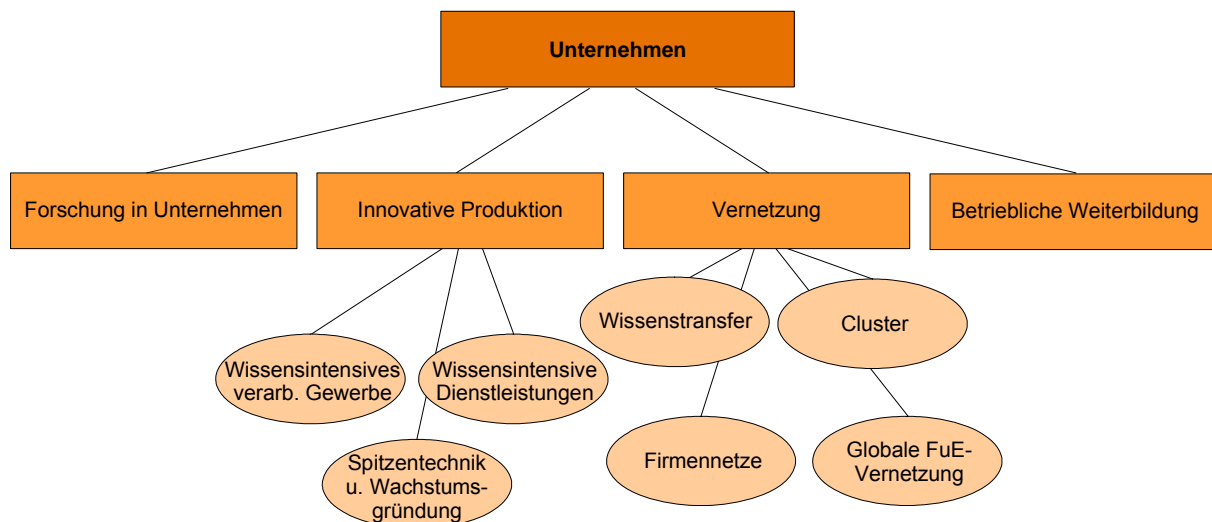 Unternehmen
Forschung in Unternehmen
Innovative Produktion
Vernetzung
Betriebliche Weiterbildung
Wissenstransfer
Cluster
Wissensintensives
verarb. Gewerbe
Wissensintensive
Dienstleistungen
Spitzentechnik
u. Wachstums-
gründung
Firmennetze
Globale FuE-
Vernetzung